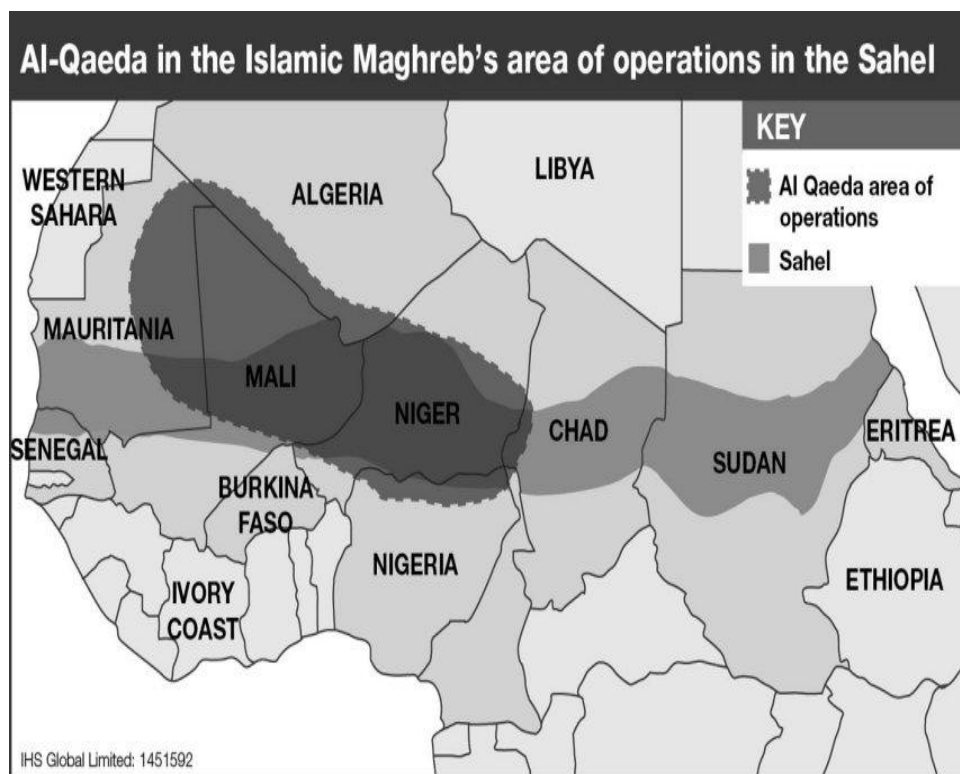 Al-Qaeda in the Islamic Maghreb's area of operations in the Sahel
KEY
Al Qaeda area of
operations
Sahel
WESTERN
SAHARA
ALGERIA
LIBYA
MAURITANIA
MALI
NIGER
CHAD
SUDAN
ERITREA
SENEGAL
BURKINA
FASO
NIGERIA
ETHIOPIA
IVORY
COAST
IHS Global Limited: 1451592